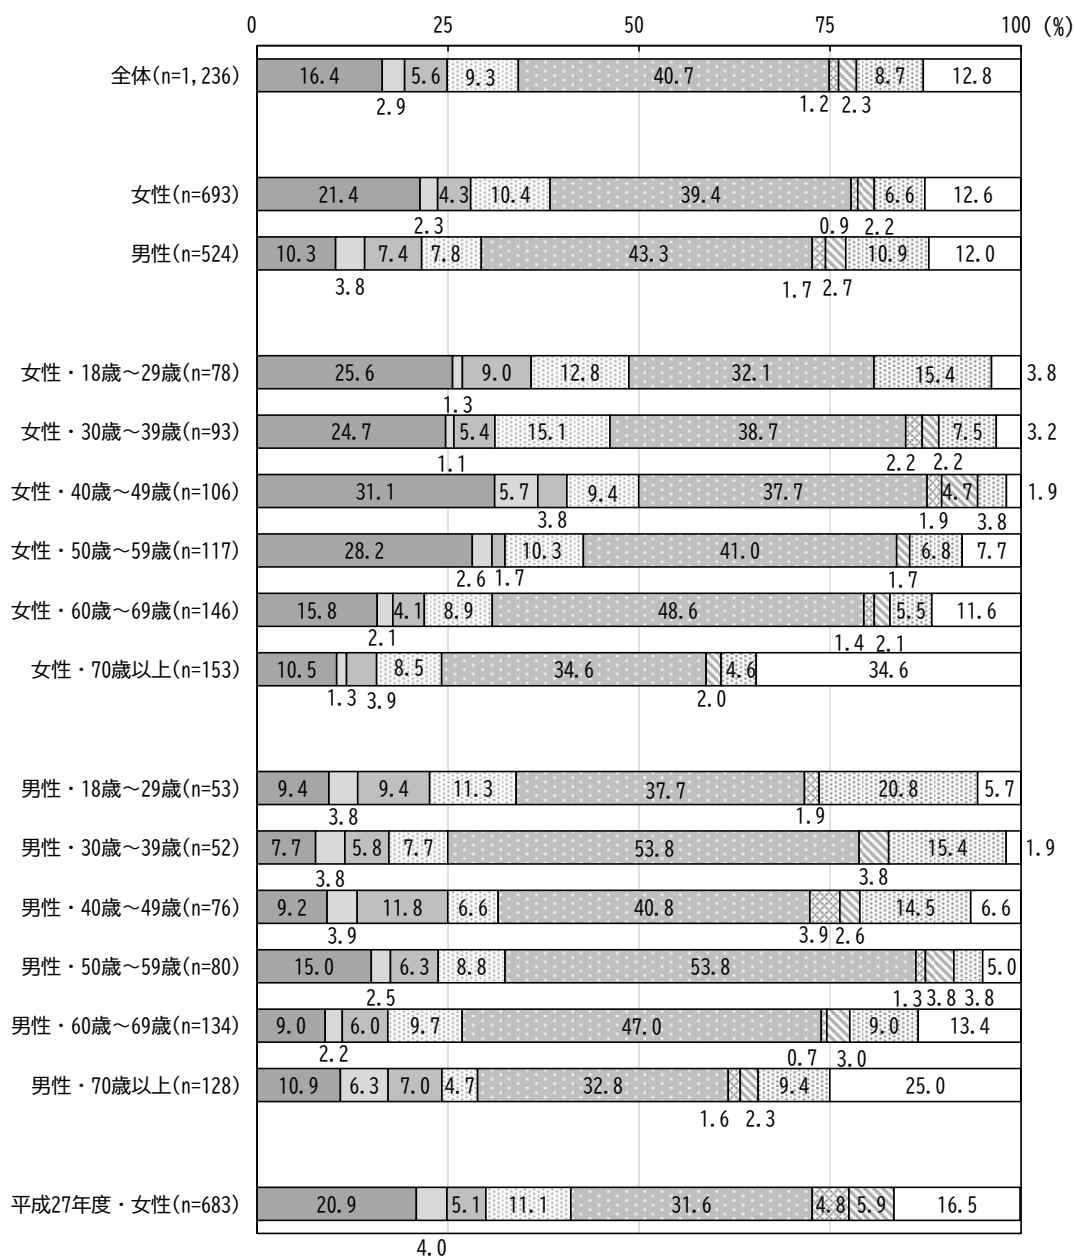 0 25 50 75 100 (%)
全体(n=1,236) 16.4 5.6 9.3 40.7 8.7 12.8
2.9 1.2 2.3
女性(n=693) 21.4 4.3 10.4 39.4 6.6 12.6
2.3 0.9 2.2
男性(n=524) 10.3 7.4 7.8 43.3 10.9 12.0
3.8 1.7 2.7
女性・18歳～29歳(n=78) 25.6 9.0 12.8 32.1 15.4 3.8
1.3
女性・30歳～39歳(n=93) 24.7 5.4 15.1 38.7 7.5 3.2
1.1 2.2 2.2
女性・40歳～49歳(n=106) 31.1 5.7 9.4 37.7 4.7 1.9
3.8 1.9 3.8
女性・50歳～59歳(n=117) 28.2 10.3 41.0 6.8 7.7
2.6 1.7 1.7
女性・60歳～69歳(n=146) 15.8 4.1 8.9 48.6 5.5 11.6
2.1 1.4 2.1
女性・70歳以上(n=153) 10.5 8.5 34.6 4.6 34.6
1.3 3.9 2.0
男性・18歳～29歳(n=53) 9.4 9.4 11.3 37.7 20.8 5.7
3.8 1.9
男性・30歳～39歳(n=52) 7.7 5.8 7.7 53.8 15.4 1.9
3.8 3.8
男性・40歳～49歳(n=76) 9.2 11.8 6.6 40.8 14.5 6.6
3.9 3.9 2.6
男性・50歳～59歳(n=80) 15.0 6.3 8.8 53.8 5.0
2.5 1.3 3.8 3.8
男性・60歳～69歳(n=134) 9.0 6.0 9.7 47.0 9.0 13.4
2.2 0.7 3.0
男性・70歳以上(n=128) 10.9 6.3 7.0 4.7 32.8 9.4 25.0
1.6 2.3
平成27年度・女性(n=683) 20.9 5.1 11.1 31.6 4.8 5.9 16.5
4.0